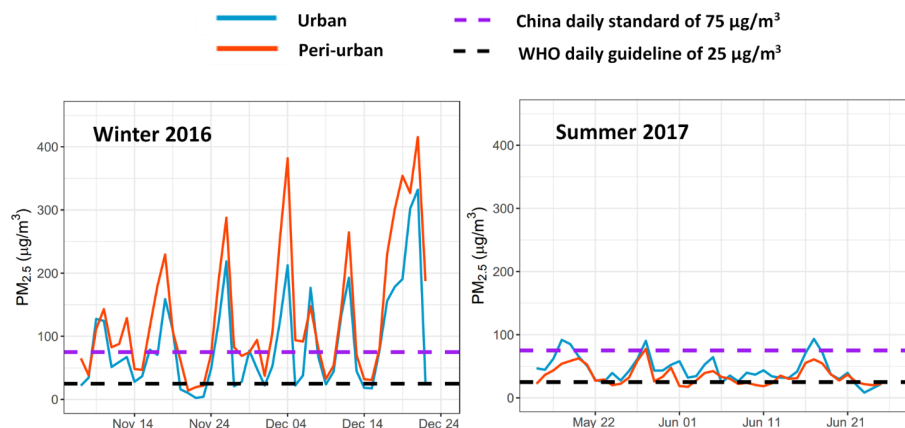 Urban
Peri-urban
China daily standard of 75 µg/m³
WHO daily guideline of 25 µg/m³
Winter 2016
PM₂.₅ (µg/m³)
400
300
200
100
0
Nov 14
Nov 24
Dec 04
Dec 14
Dec 24
Summer 2017
PM₂.₅ (µg/m³)
400
300
200
100
0
May 22
Jun 01
Jun 11
Jun 21